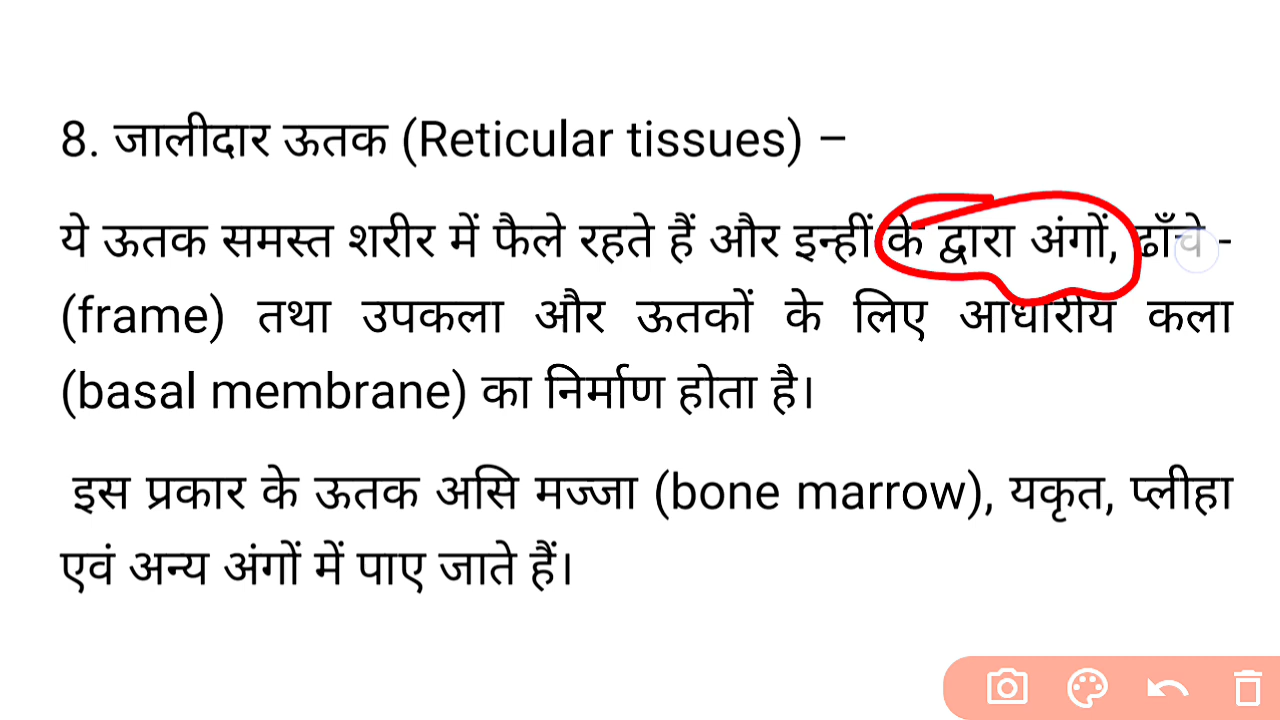 8. जालीदार ऊतक (Reticular tissues) –
ये ऊतक समस्त शरीर में फैले रहते हैं और इन्हीं के द्वारा अंगों, ढाँचे -
(frame) तथा उपकला और ऊतकों के लिए आधारीय कला
(basal membrane) का निर्माण होता है।
इस प्रकार के ऊतक असि मज्जा (bone marrow), यकृत, प्लीहा
एवं अन्य अंगों में पाए जाते हैं।